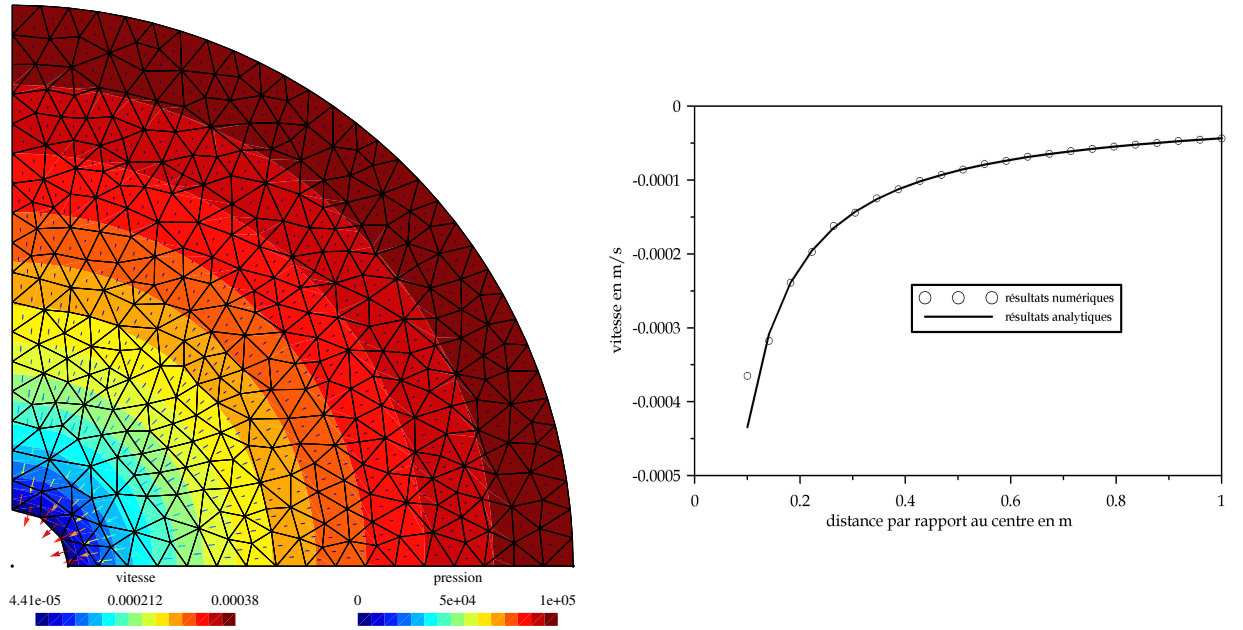 vitesse
4.41e-05 0.000212 0.00038
pression
0 5e+04 1e+05
0
-0.0001
-0.0002
-0.0003
-0.0004
-0.0005
vitesse en m/s
résultats numériques
résultats analytiques
0 0.2 0.4 0.6 0.8 1
distance par rapport au centre en m